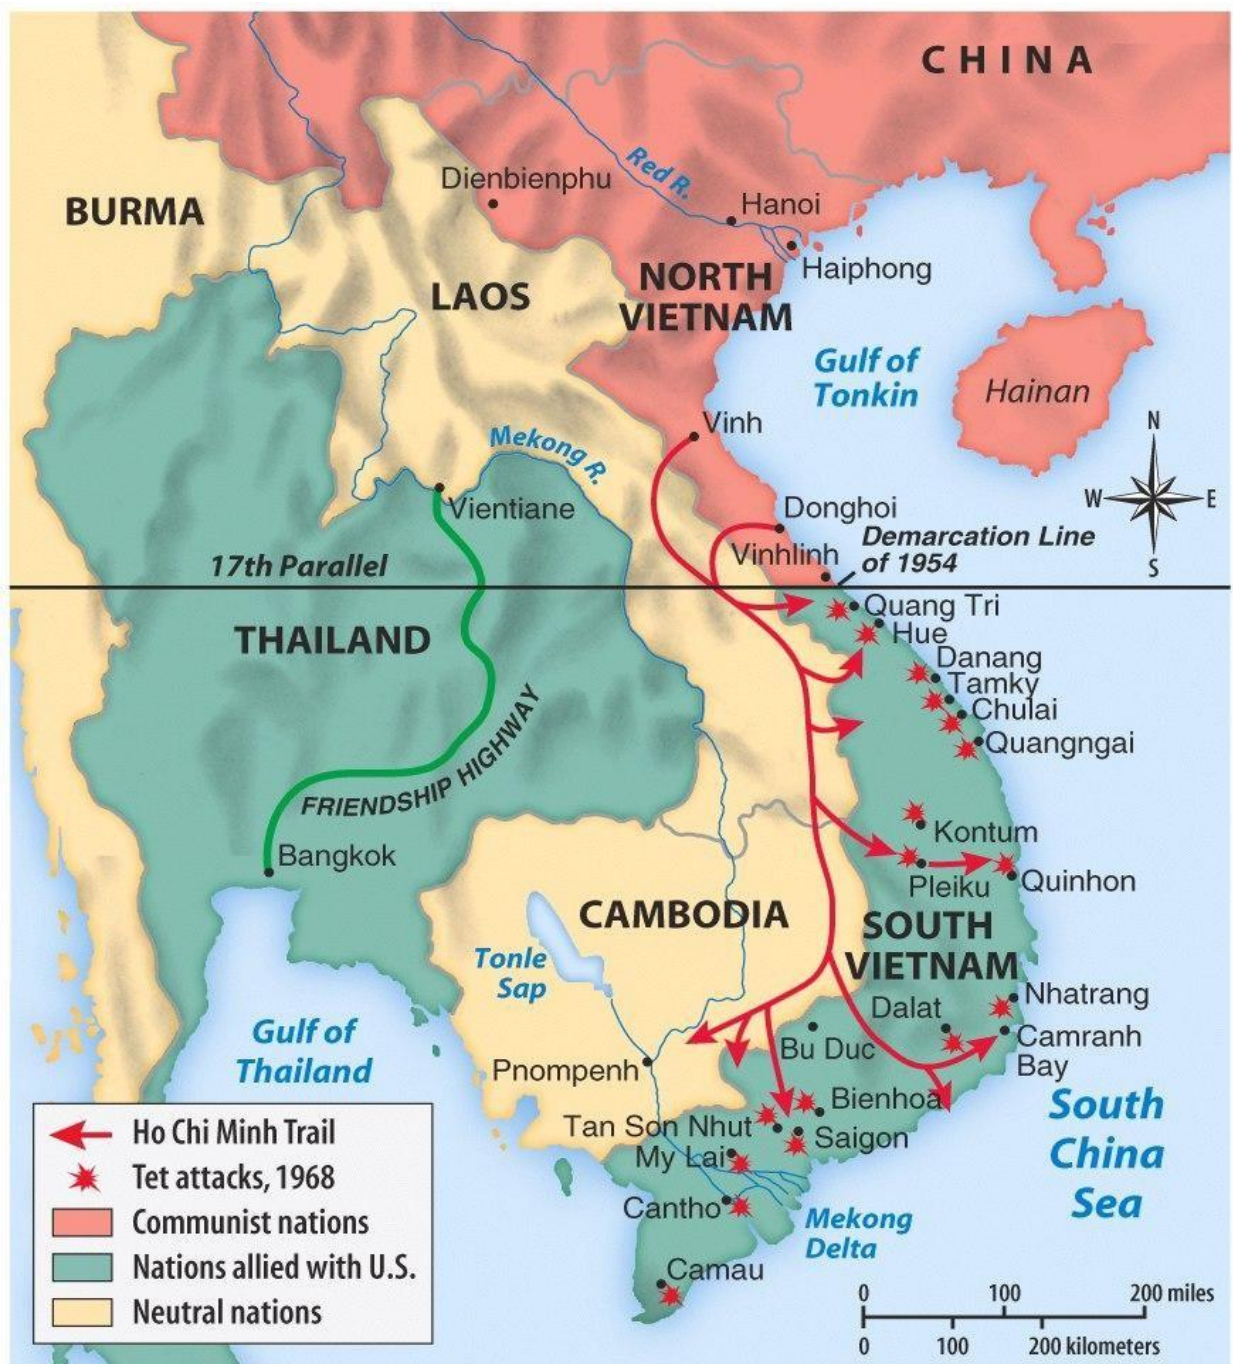 CHINA
Dienbienphu
Red R.
BURMA
Hanoi
Haiphong
NORTH
VIETNAM
LAOS
Gulf of
Tonkin
Hainan
Vinh
Mekong R.
N
W
E
S
Vientiane
Donghoi
Demarcation Line
of 1954
Vinhlinh
17th Parallel
Quang Tri
Hue
THAILAND
Danang
Tamky
Chulai
Quangngai
FRIENDSHIP HIGHWAY
Kontum
Bangkok
Pleiku
Quinhon
CAMBODIA
SOUTH
VIETNAM
Tonle
Sap
Nhatrang
Dalat
Camranh
Bay
Bu Duc
Gulf of
Thailand
Pnompenh
Bienhoa
Tan Son Nhut
Saigon
My Lai
South
China
Sea
Cantho
Mekong
Delta
Camau
Ho Chi Minh Trail
Tet attacks, 1968
Communist nations
Nations allied with U.S.
Neutral nations
0 100 200 miles
0 100 200 kilometers